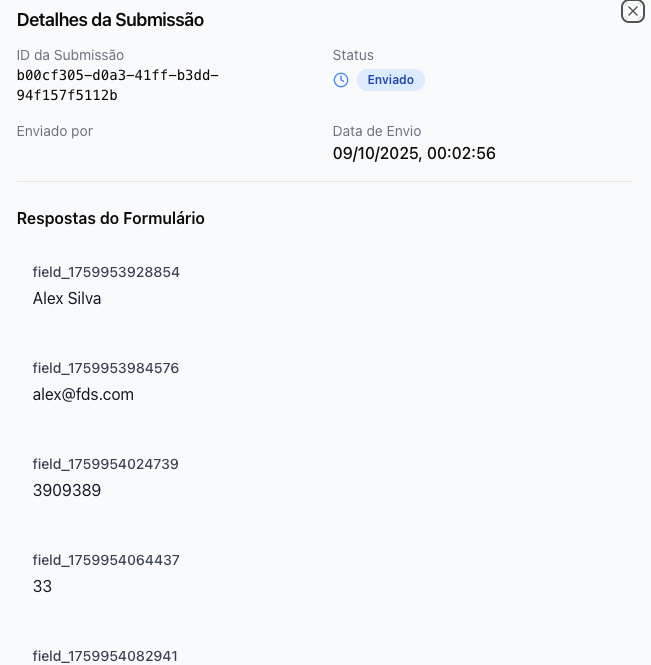 Detalhes da Submissão
ID da Submissão
b00cf305-d0a3-41ff-b3dd-
94f157f5112b
Status
Enviado
Enviado por
Data de Envio
09/10/2025, 00:02:56
Respostas do Formulário
field_1759953928854
Alex Silva
field_1759953984576
alex@fds.com
field_1759954024739
3909389
field_1759954064437
33
field_1759954082941